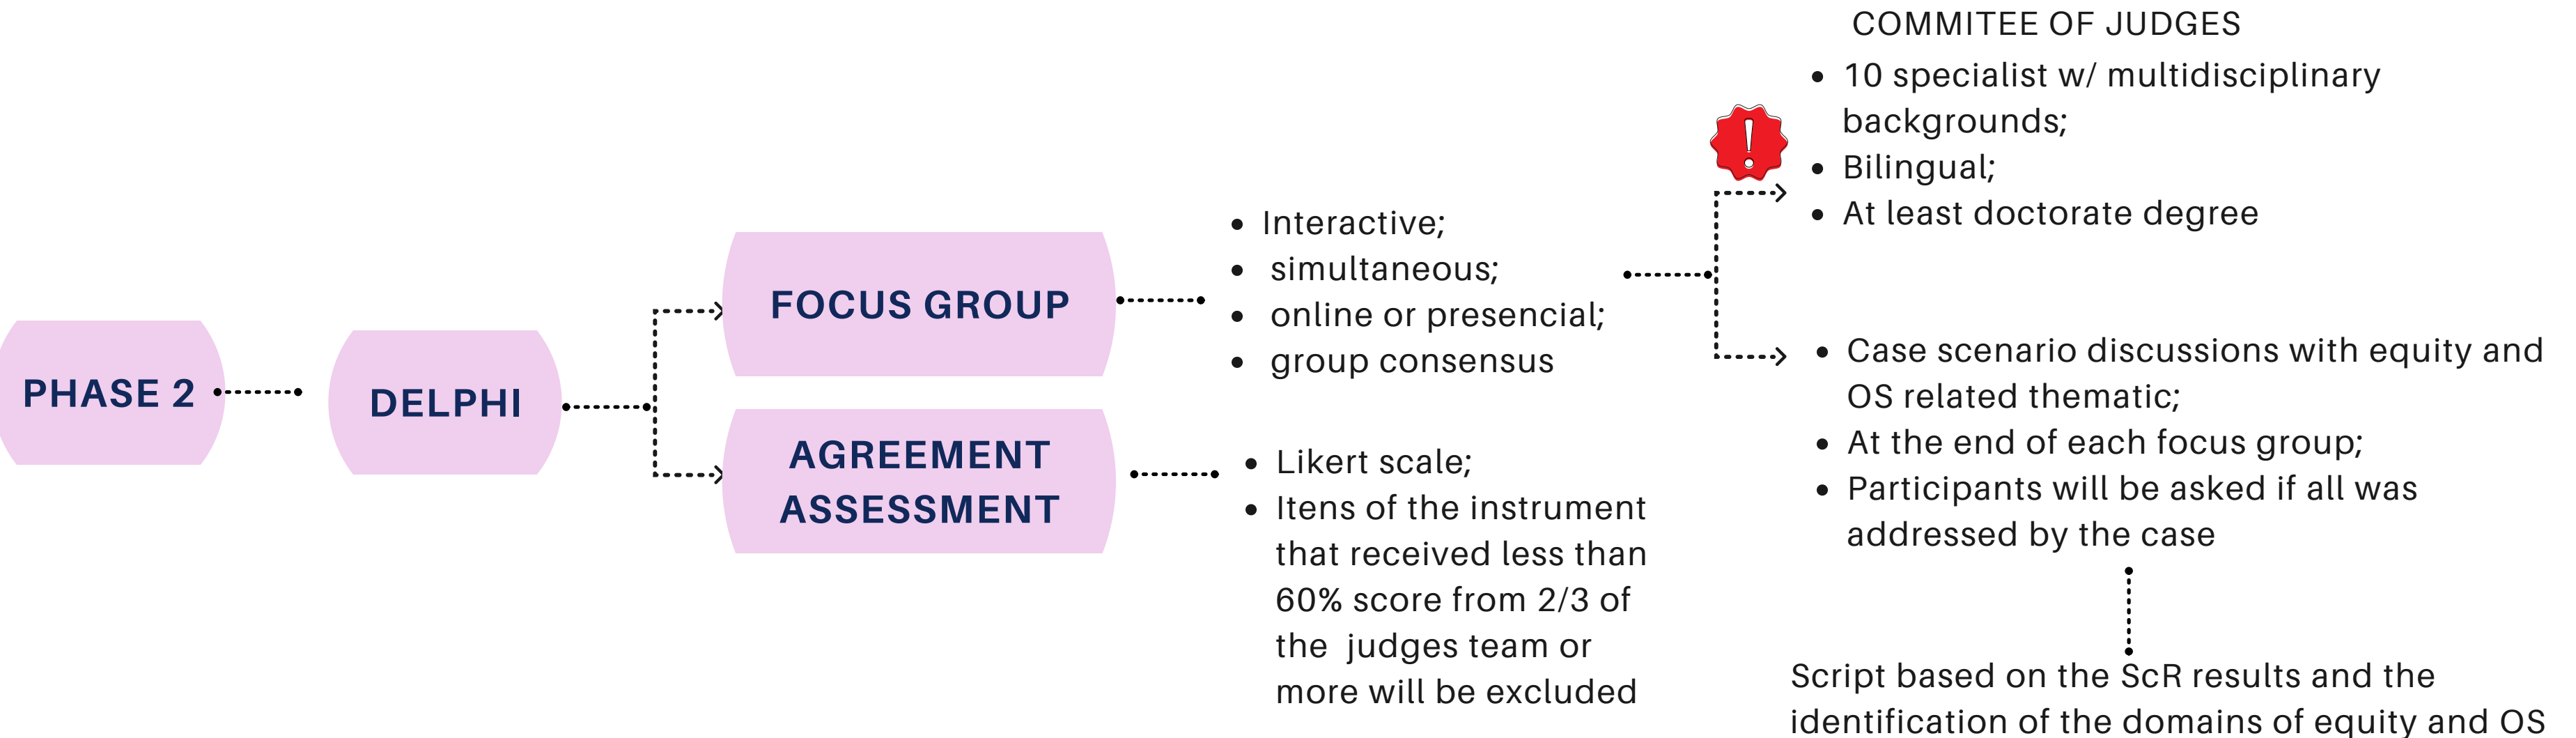 PHASE 2
DELPHI
FOCUS GROUP
• Interactive;
• simultaneous;
• online or presencial;
• group consensus
AGREEMENT
ASSESSMENT
• Likert scale;
• Itens of the instrument
that received less than
60% score from 2/3 of
the judges team or
more will be excluded
!
COMMITEE OF JUDGES
• 10 specialist w/ multidisciplinary
backgrounds;
• Bilingual;
• At least doctorate degree
• Case scenario discussions with equity and
OS related thematic;
• At the end of each focus group;
• Participants will be asked if all was
addressed by the case
Script based on the ScR results and the
identification of the domains of equity and OS